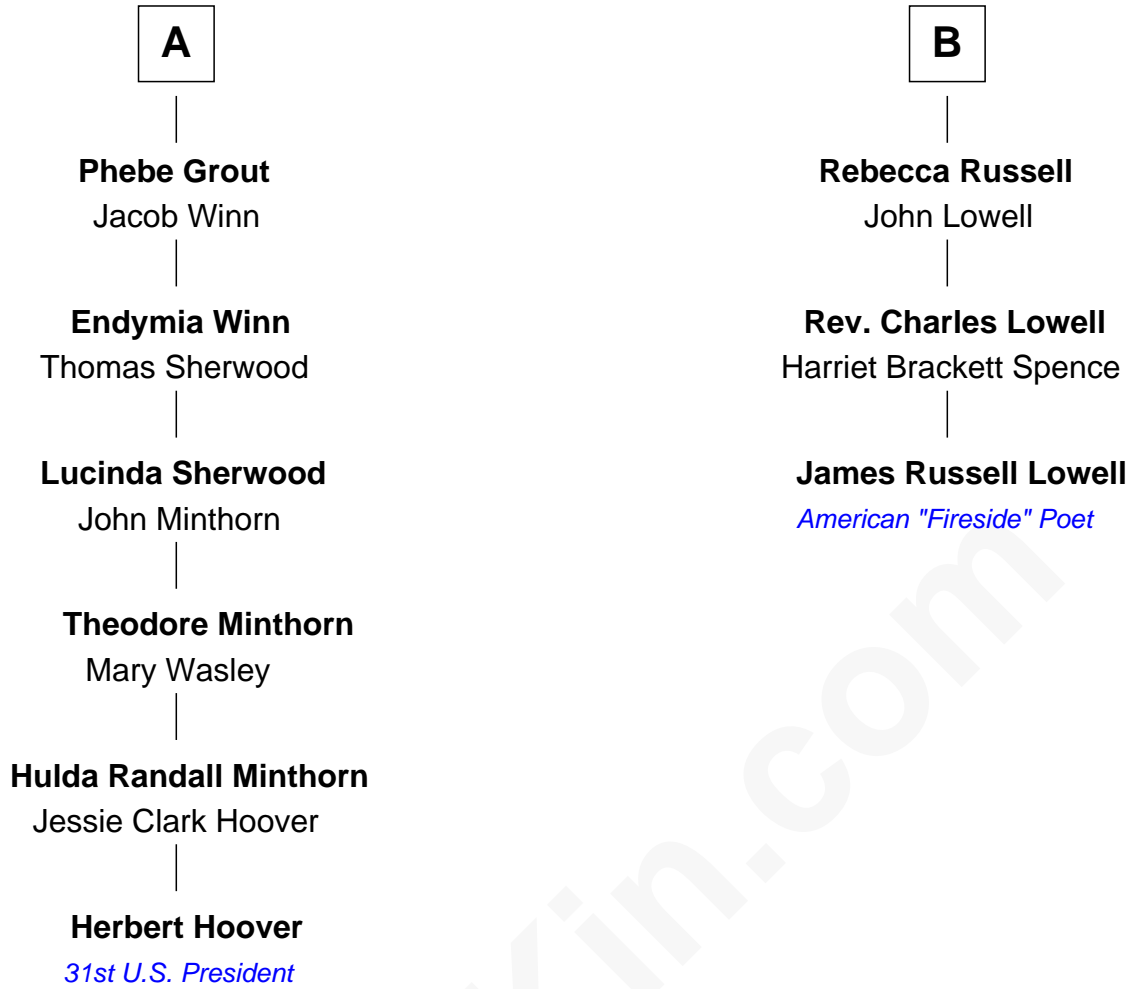 A
Phebe Grout
Jacob Winn
Endymia Winn
Thomas Sherwood
Lucinda Sherwood
John Minthorn
Theodore Minthorn
Mary Wasley
Hulda Randall Minthorn
Jessie Clark Hoover
Herbert Hoover
31st U.S. President
B
Rebecca Russell
John Lowell
Rev. Charles Lowell
Harriet Brackett Spence
James Russell Lowell
American "Fireside" Poet
Kin.com